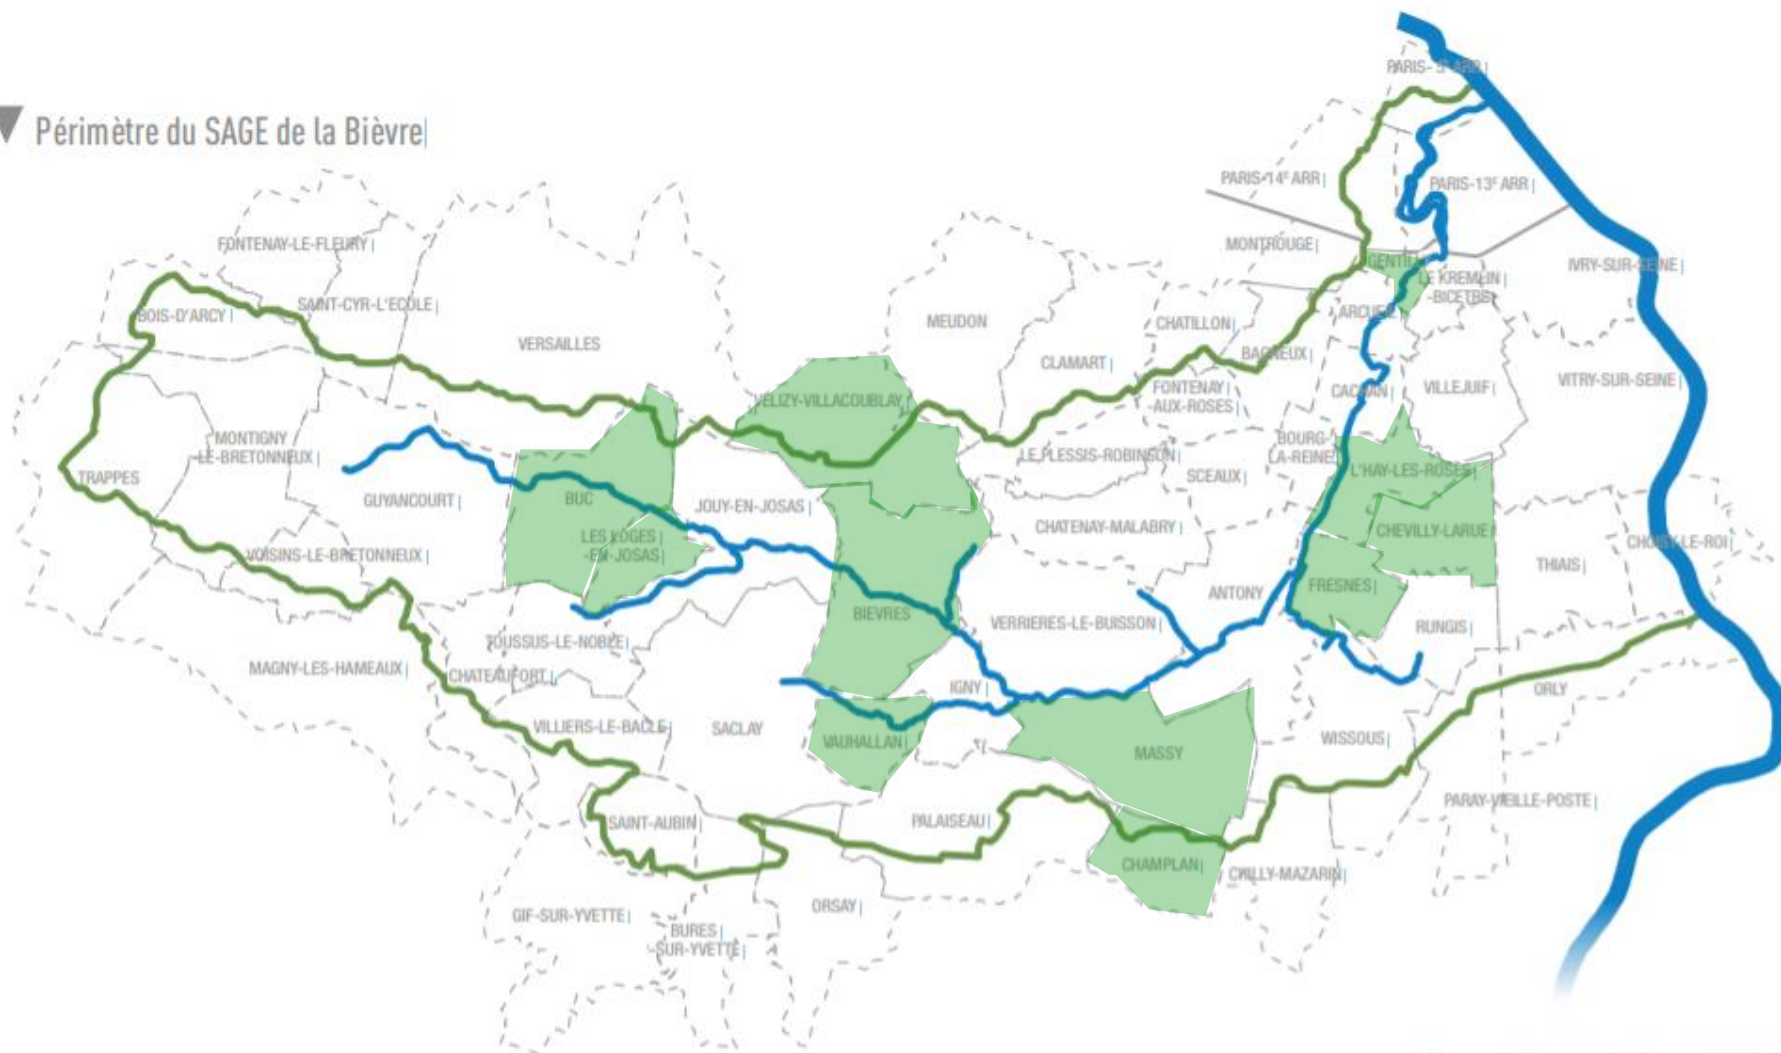 Périmètre du SAGE de la Bièvre
PARIS-5E ARR
PARIS-14E ARR
PARIS-13E ARR
FONTENAY-LE-FLEURY
MONTROUGE
GENTILLY
IVRY-SUR-SEINE
LE KREMLIN
-BICETRE
SAINT-CYR-L'ECOLE
BOIS-D'ARCY
ARCUEIL
MEUDON
CHATILLON
VERSAILLES
BAGNEUX
CLAMART
VITRY-SUR-SEINE
FONTENAY
-AUX-ROSES
CACHAN
VILLEJUIF
VELIZY-VILLACOUBLAY
MONTIGNY
-LE-BRETONNEUX
BOURG-
LA-REINE
LE PLESSIS-ROBINSON
L'HAY-LES-ROSES
TRAPPES
SCEAUX
GUYANCOURT
BUC
JOUY-EN-JOSAS
CHATENAY-MALABRY
CHEVILLY-LARUE
LES LOGES
-EN-JOSAS
CHOISY-LE-ROI
VOISINS-LE-BRETONNEUX
THIAIS
FRESNES
ANTONY
BIEVRES
VERRIERES-LE-BUISSON
RUNGIS
TOUSSUS-LE-NOBLE
MAGNY-LES-HAMEAUX
CHATEAUFORT
IGNY
ORLY
VILLIERS-LE-BACLE
SACLAY
VAUHALLAN
WISSOUS
MASSY
PARAY-VIEILLE-POSTE
SAINT-AUBIN
PALAISEAU
CHAMPLAN
CHILLY-MAZARIN
ORSAY
GIF-SUR-YVETTE
BURES
-SUR-YVETTE